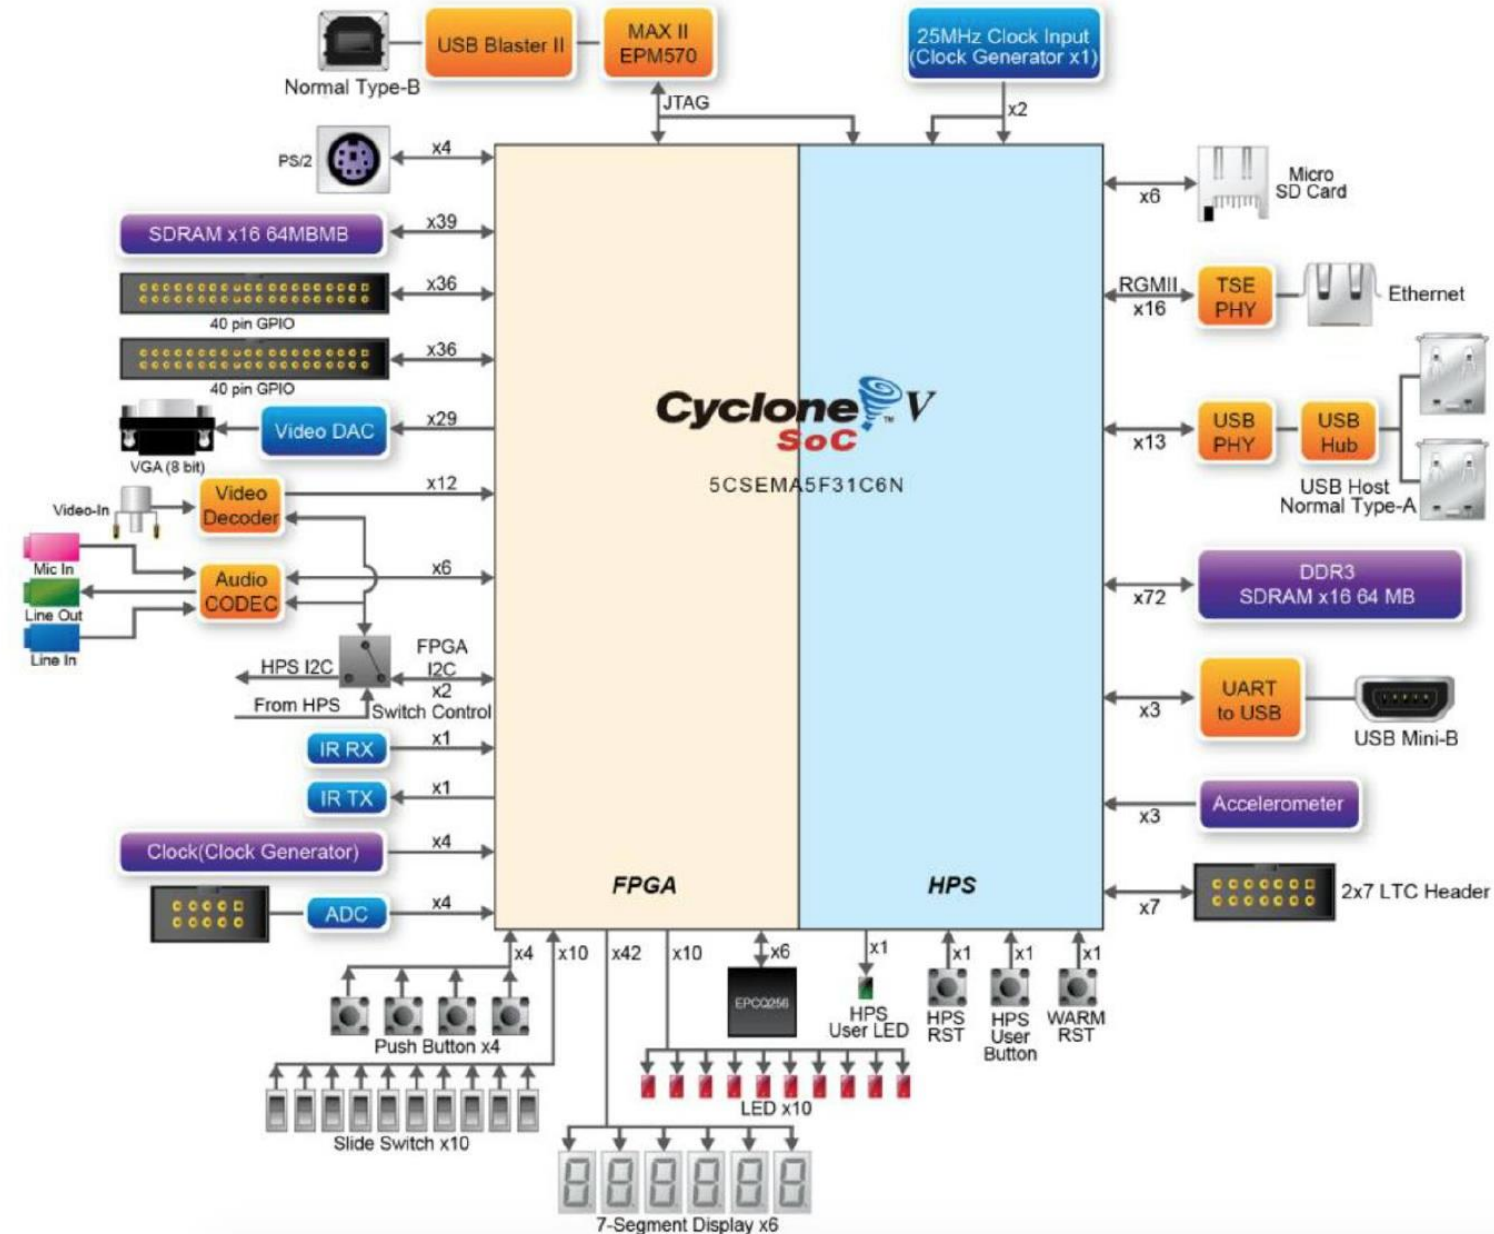 USB Blaster II
MAX II
EPM570
25MHz Clock Input
(Clock Generator x1)
Normal Type-B
JTAG
x2
PS/2
x4
Micro
SD Card
x6
SDRAM x16 64MBMB
x39
x36
40 pin GPIO
RGMII
x16
TSE
PHY
Ethernet
x36
40 pin GPIO
Cyclone V
SoC
™
5CSEMA5F31C6N
VGA (8 bit)
Video DAC
x29
x13
USB
PHY
USB
Hub
USB Host
Normal Type-A
Video-In
Video
Decoder
x12
Mic In
Line Out
Line In
Audio
CODEC
x6
DDR3
SDRAM x16 64 MB
x72
HPS I2C
From HPS
FPGA
I2C
x2
Switch Control
UART
to USB
x3
USB Mini-B
IR RX
x1
IR TX
x1
Accelerometer
x3
Clock(Clock Generator)
x4
ADC
x4
FPGA
HPS
x7
2x7 LTC Header
x4
x10
x42
x10
x6
x1
x1
x1
x1
EPCQ256
Push Button x4
HPS
User LED
HPS
RST
HPS
User
Button
WARM
RST
LED x10
Slide Switch x10
7-Segment Display x6